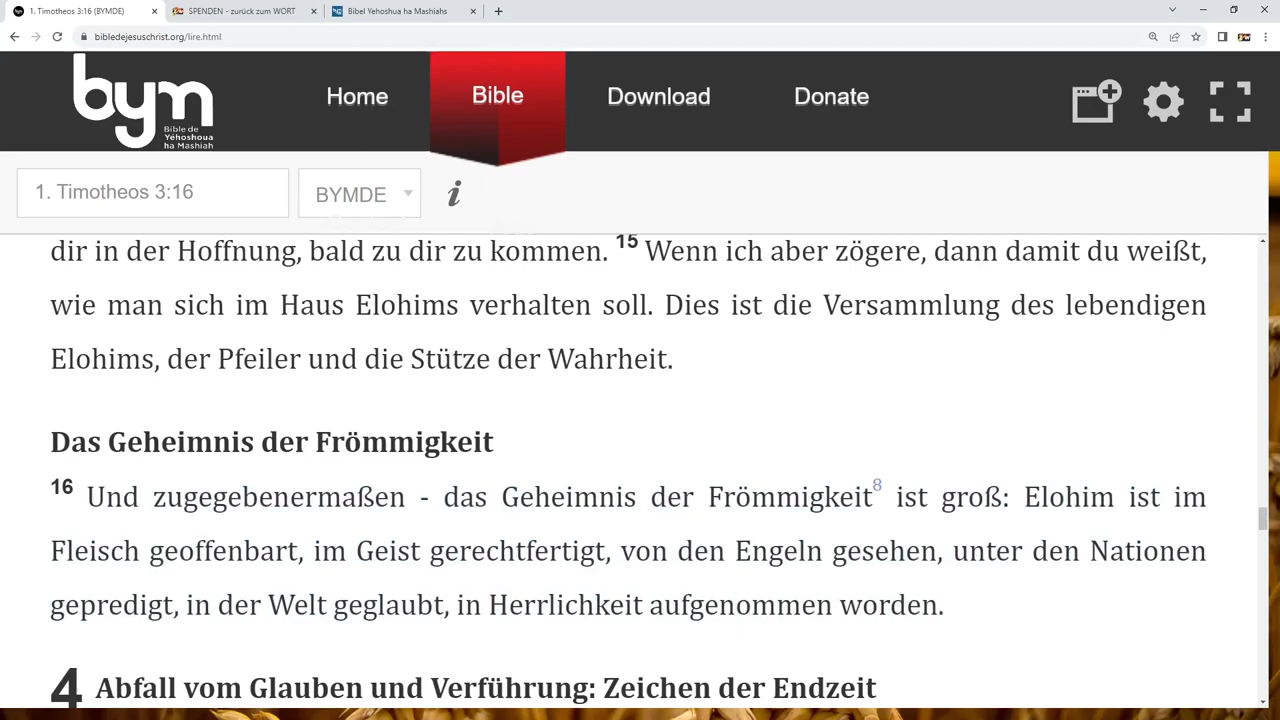 1. Timotheos 3:16 (BYMDE)
SPENDEN - zurück zum WORT
Bibel Yehoshua ha Mashiahs
bibledejesuschrist.org/lire.html
bym
Bible de
Yéhoshoua
ha Mashiah
Home
Bible
Download
Donate
1. Timotheos 3:16
BYMDE
i
dir in der Hoffnung, bald zu dir zu kommen. 15 Wenn ich aber zögere, dann damit du weißt,
wie man sich im Haus Elohims verhalten soll. Dies ist die Versammlung des lebendigen
Elohims, der Pfeiler und die Stütze der Wahrheit.
Das Geheimnis der Frömmigkeit
16 Und zugegebenermaßen - das Geheimnis der Frömmigkeit8 ist groß: Elohim ist im
Fleisch geoffenbart, im Geist gerechtfertigt, von den Engeln gesehen, unter den Nationen
gepredigt, in der Welt geglaubt, in Herrlichkeit aufgenommen worden.
4 Abfall vom Glauben und Verführung: Zeichen der Endzeit